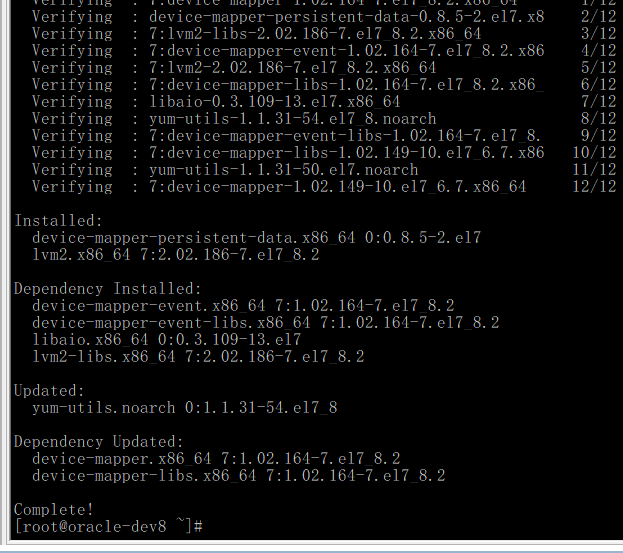 Verifying : 7:device-mapper-1.02.164-7.el7_8.2.x86_64 1/12
Verifying : device-mapper-persistent-data-0.8.5-2.el7.x8 2/12
Verifying : 7:lvm2-libs-2.02.186-7.el7_8.2.x86_64 3/12
Verifying : 7:device-mapper-event-1.02.164-7.el7_8.2.x86 4/12
Verifying : 7:lvm2-2.02.186-7.el7_8.2.x86_64 5/12
Verifying : 7:device-mapper-libs-1.02.164-7.el7_8.2.x86_ 6/12
Verifying : libaio-0.3.109-13.el7.x86_64 7/12
Verifying : yum-utils-1.1.31-54.el7_8.noarch 8/12
Verifying : 7:device-mapper-event-libs-1.02.164-7.el7_8. 9/12
Verifying : 7:device-mapper-libs-1.02.149-10.el7_6.7.x86 10/12
Verifying : yum-utils-1.1.31-50.el7.noarch 11/12
Verifying : 7:device-mapper-1.02.149-10.el7_6.7.x86_64 12/12
Installed:
device-mapper-persistent-data.x86_64 0:0.8.5-2.el7
lvm2.x86_64 7:2.02.186-7.el7_8.2
Dependency Installed:
device-mapper-event.x86_64 7:1.02.164-7.el7_8.2
device-mapper-event-libs.x86_64 7:1.02.164-7.el7_8.2
libaio.x86_64 0:0.3.109-13.el7
lvm2-libs.x86_64 7:2.02.186-7.el7_8.2
Updated:
yum-utils.noarch 0:1.1.31-54.el7_8
Dependency Updated:
device-mapper.x86_64 7:1.02.164-7.el7_8.2
device-mapper-libs.x86_64 7:1.02.164-7.el7_8.2
Complete!
[root@oracle-dev8 ~]#